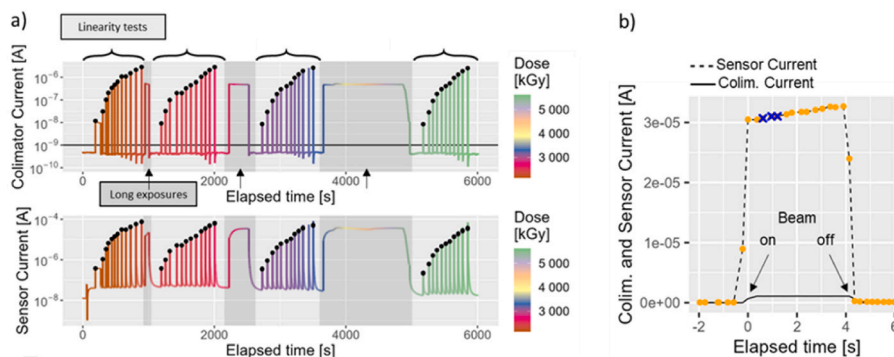 a)
Linearity tests
Colimator Current [A]
10⁻⁶
10⁻⁷
10⁻⁸
10⁻⁹
10⁻¹⁰
0
2000
4000
6000
Elapsed time [s]
Dose
[kGy]
5 000
4 000
3 000
Long exposures
Sensor Current [A]
10⁻⁴
10⁻⁶
10⁻⁸
0
2000
4000
6000
Elapsed time [s]
Dose
[kGy]
5 000
4 000
3 000
b)
Sensor Current
Colim. Current
Colim. and Sensor Current [A]
3e-05
2e-05
1e-05
0e+00
Beam
on
off
-2
0
2
4
6
Elapsed time [s]